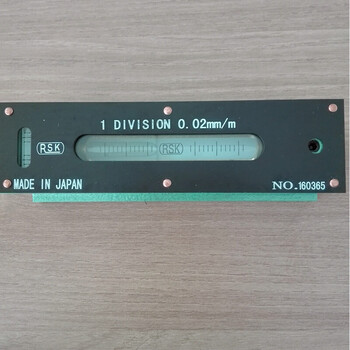 1 DIVISION 0.02mm/m
RSK
RSK
MADE IN JAPAN
NO.160365